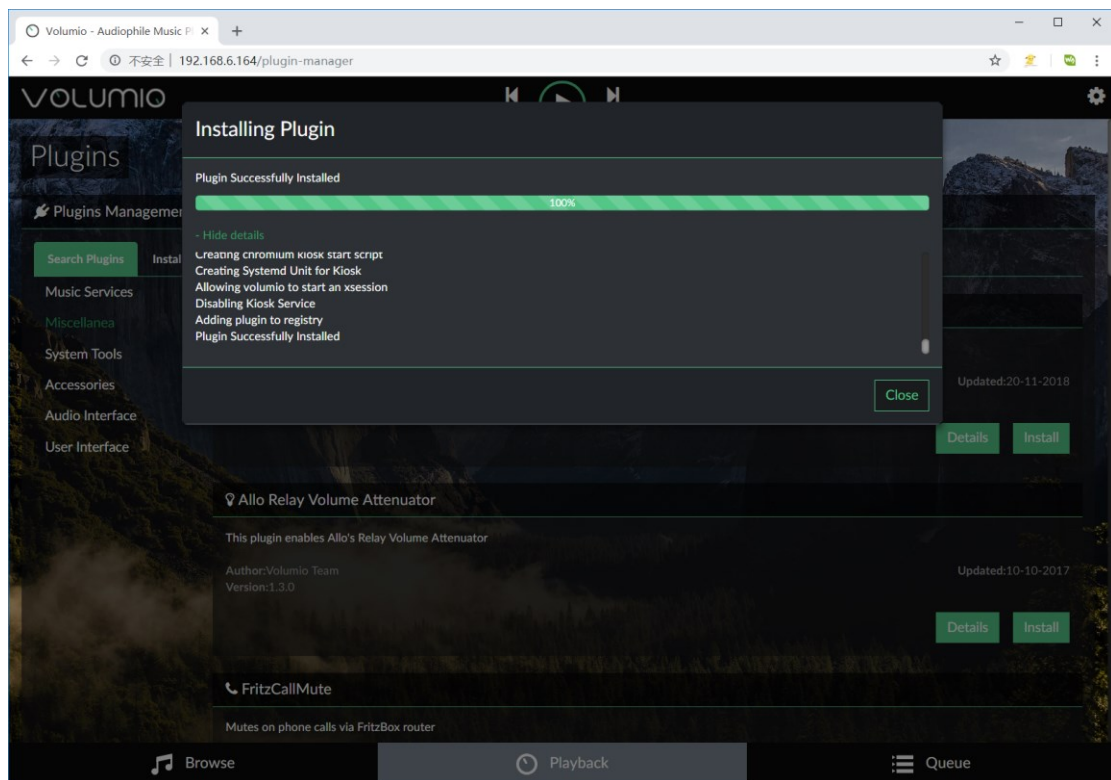 Volumio - Audiophile Music Pl
不安全 | 192.168.6.164/plugin-manager
VOLUMIO
Plugins
Installing Plugin
Plugin Successfully Installed
100%
- Hide details
Creating chromium kiosk start script
Creating Systemd Unit for Kiosk
Allowing volumio to start an xsession
Disabling Kiosk Service
Adding plugin to registry
Plugin Successfully Installed
Close
Plugins Managemen
Search Plugins Instal
Music Services
Miscellanea
System Tools
Accessories
Audio Interface
User Interface
Updated:20-11-2018
Details Install
Allo Relay Volume Attenuator
This plugin enables Allo's Relay Volume Attenuator
Author:Volumio Team
Version:1.3.0
Updated:10-10-2017
Details Install
FritzCallMute
Mutes on phone calls via FritzBox router
Browse Playback Queue